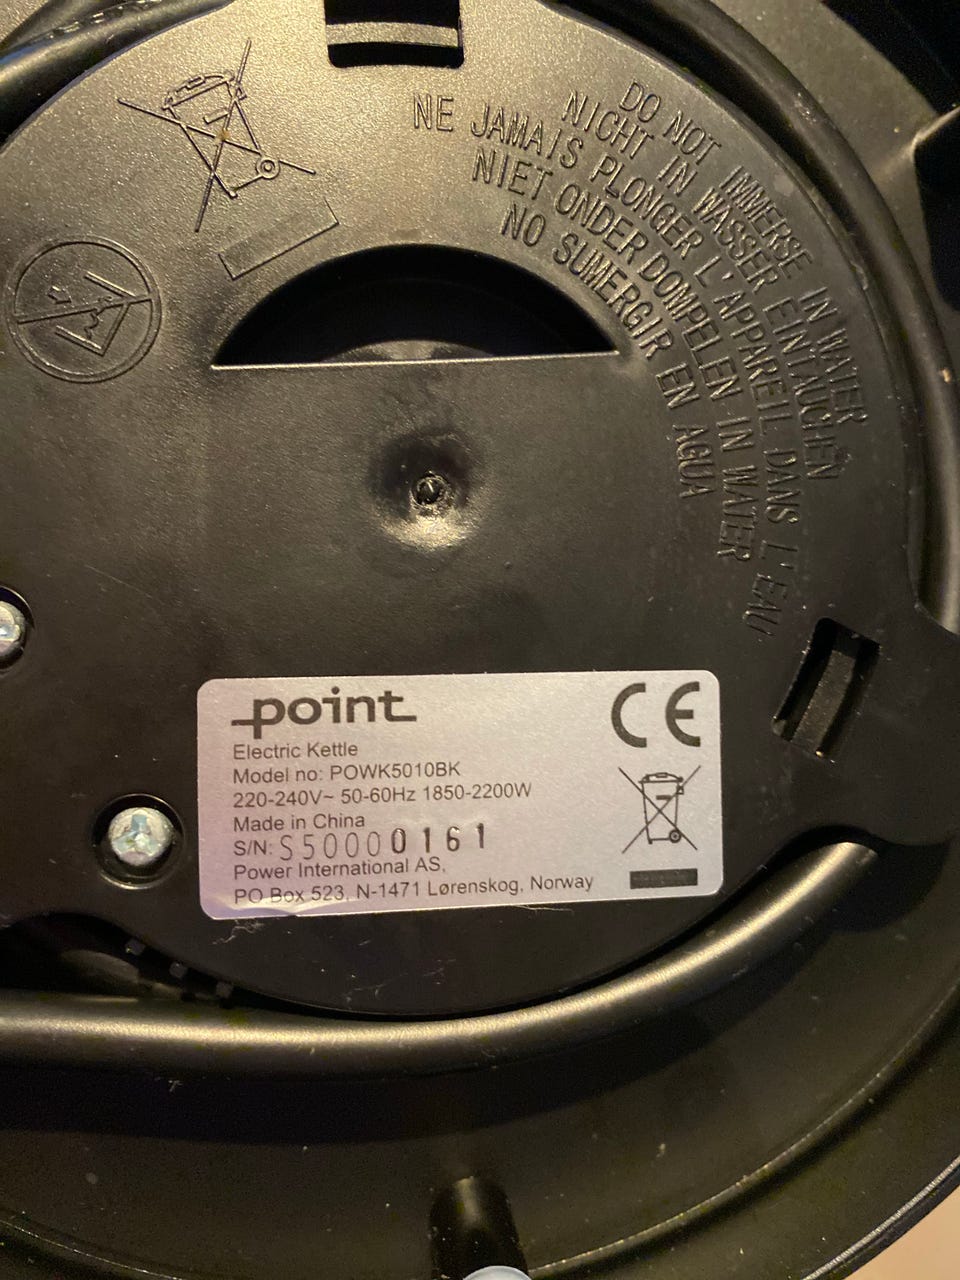 DO NOT IMMERSE IN WATER
NICHT IN WASSER EINTAUCHEN
NE JAMAIS PLONGER L'APPAREIL DANS L'EAU
NIET ONDER DOMPELEN IN WATER
NO SUMERGIR EN AGUA
point
CE
Electric Kettle
Model no: POWK5010BK
220-240V~ 50-60Hz 1850-2200W
Made in China
S/N: S50000161
Power International AS,
PO Box 523, N-1471 Lørenskog, Norway